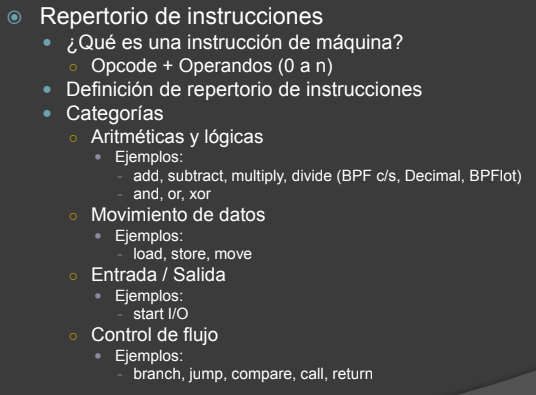 Repertorio de instrucciones
¿Qué es una instrucción de máquina?
Opcode + Operandos (0 a n)
Definición de repertorio de instrucciones
Categorías
Aritméticas y lógicas
Ejemplos:
- add, subtract, multiply, divide (BPF c/s, Decimal, BPFlot)
- and, or, xor
Movimiento de datos
Ejemplos:
- load, store, move
Entrada / Salida
Ejemplos:
- start I/O
Control de flujo
Ejemplos:
- branch, jump, compare, call, return